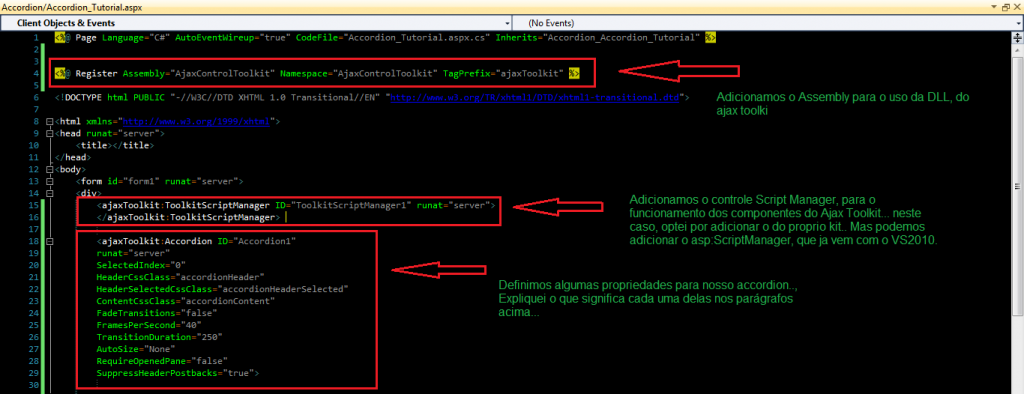 Accordion/Accordion_Tutorial.aspx
Client Objects & Events
(No Events)
1 <%@ Page Language="C#" AutoEventWireup="true" CodeFile="Accordion_Tutorial.aspx.cs" Inherits="Accordion_Accordion_Tutorial" %>
2
3
4 <%@ Register Assembly="AjaxControlToolkit" Namespace="AjaxControlToolkit" TagPrefix="ajaxToolkit" %>
5
Adicionamos o Assembly para o uso da DLL, do
ajax toolki
6 <!DOCTYPE html PUBLIC "-//W3C//DTD XHTML 1.0 Transitional//EN" "http://www.w3.org/TR/xhtml1/DTD/xhtml1-transitional.dtd">
7
8 <html xmlns="http://www.w3.org/1999/xhtml">
9 <head runat="server">
10 <title></title>
11 </head>
12 <body>
13 <form id="form1" runat="server">
14 <div>
15 <ajaxToolkit:ToolkitScriptManager ID="ToolkitScriptManager1" runat="server">
16 </ajaxToolkit:ToolkitScriptManager>
17
Adicionamos o controle Script Manager, para o
funcionamento dos componentes do Ajax Toolkit... neste
caso, optei por adicionar o do proprio kit.. Mas podemos
adicionar o asp:ScriptManager, que ja vem com o VS2010.
18 <ajaxToolkit:Accordion ID="Accordion1"
19 runat="server"
20 SelectedIndex="0"
21 HeaderCssClass="accordionHeader"
22 HeaderSelectedCssClass="accordionHeaderSelected"
23 ContentCssClass="accordionContent"
24 FadeTransitions="false"
25 FramesPerSecond="40"
26 TransitionDuration="250"
27 AutoSize="None"
28 RequireOpenedPane="false"
29 SuppressHeaderPostbacks="true">
30
Definimos algumas propriedades para nosso accordion..,
Expliquei o que significa cada uma delas nos parágrafos
acima...